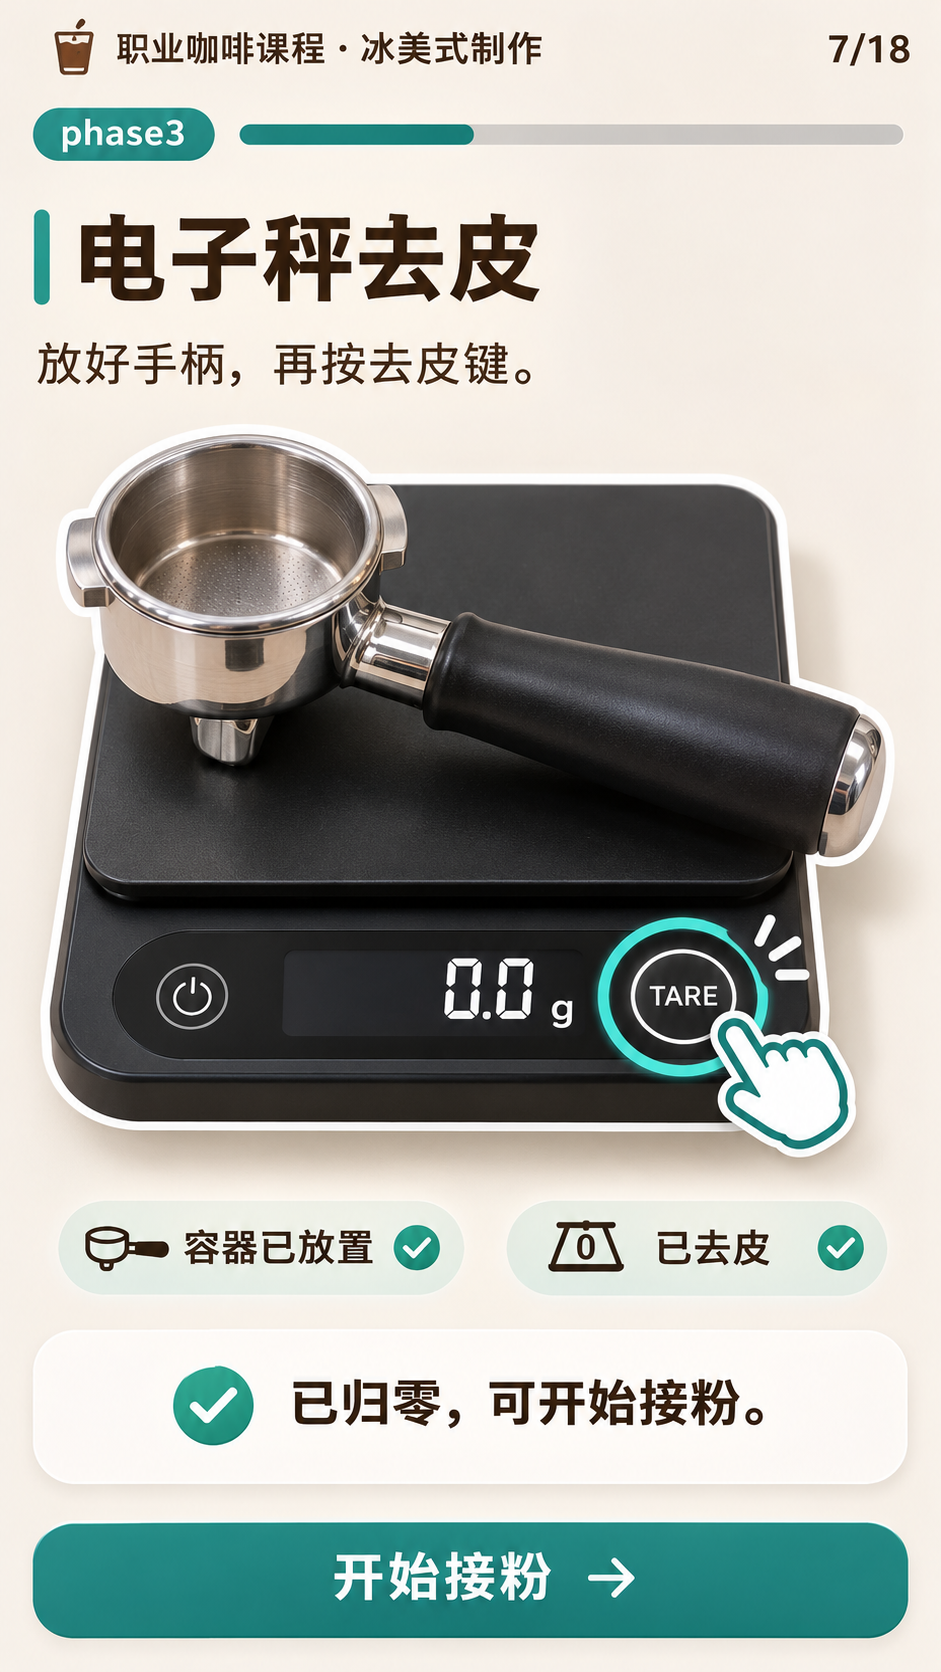 职业咖啡课程·冰美式制作
7/18
phase3
电子秤去皮
放好手柄，再按去皮键。
0.0 g
TARE
容器已放置
0
已去皮
已归零，可开始接粉。
开始接粉 →